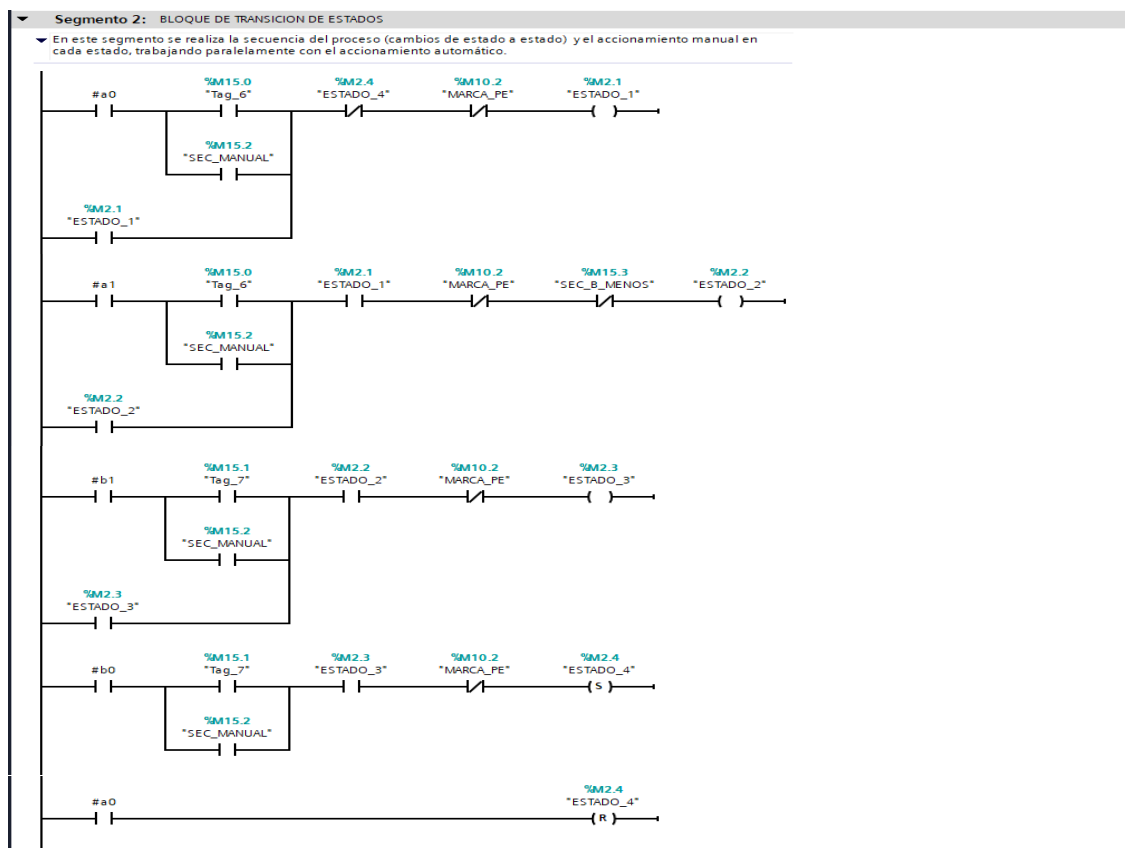 Segmento 2: BLOQUE DE TRANSICION DE ESTADOS
En este segmento se realiza la secuencia del proceso (cambios de estado a estado) y el accionamiento manual en
cada estado, trabajando paralelamente con el accionamiento automático.
%M15.0 %M2.4 %M10.2 %M2.1
#a0 "Tag_6" "ESTADO_4" "MARCA_PE" "ESTADO_1"
%M15.2
"SEC_MANUAL"
%M2.1
"ESTADO_1"
%M15.0 %M2.1 %M10.2 %M15.3 %M2.2
#a1 "Tag_6" "ESTADO_1" "MARCA_PE" "SEC_B_MENOS" "ESTADO_2"
%M15.2
"SEC_MANUAL"
%M2.2
"ESTADO_2"
%M15.1 %M2.2 %M10.2 %M2.3
#b1 "Tag_7" "ESTADO_2" "MARCA_PE" "ESTADO_3"
%M15.2
"SEC_MANUAL"
%M2.3
"ESTADO_3"
%M15.1 %M2.3 %M10.2 %M2.4
#b0 "Tag_7" "ESTADO_3" "MARCA_PE" "ESTADO_4"
S
%M15.2
"SEC_MANUAL"
%M2.4
#a0 "ESTADO_4"
R